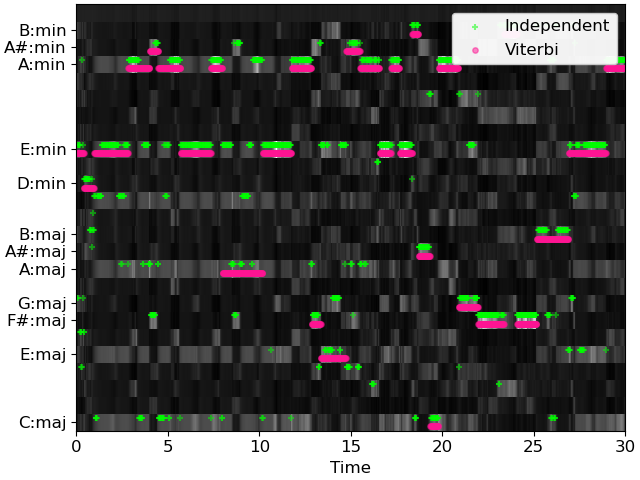 B:min
A#:min
A:min
E:min
D:min
B:maj
A#:maj
A:maj
G:maj
F#:maj
E:maj
C:maj
Independent
Viterbi
0 5 10 15 20 25 30
Time